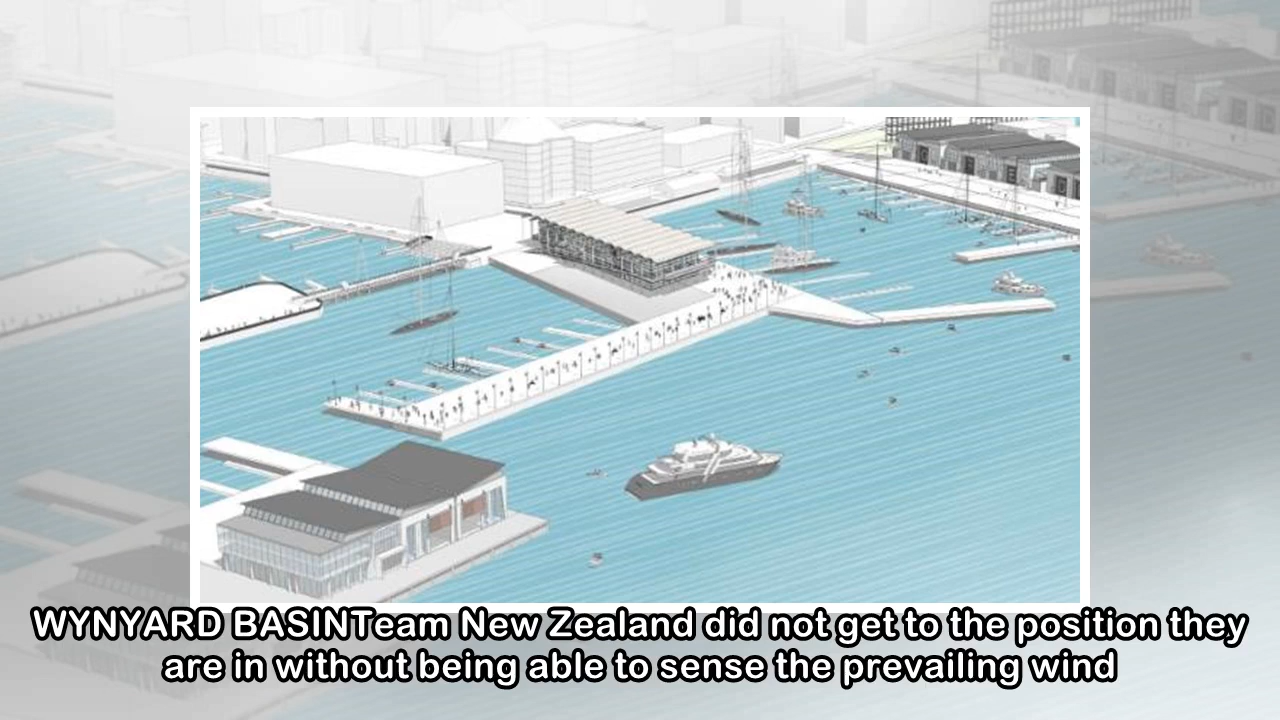 WYNYARD BASINTeam New Zealand did not get to the position they
are in without being able to sense the prevailing wind